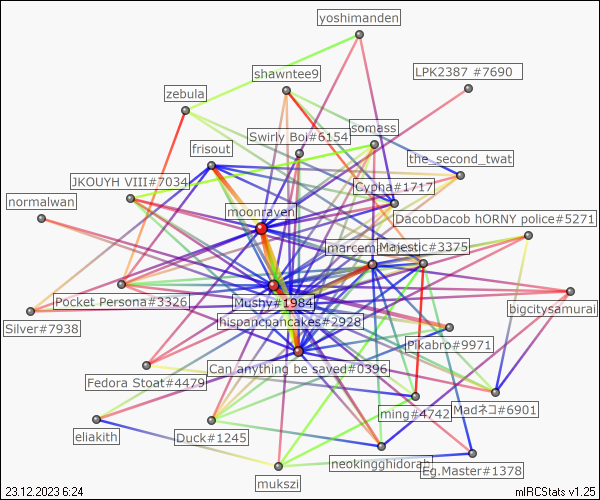 yoshimanden
shawntee9
LPK2387 #7690
zebula
Swirly Boi#6154
somass
frisout
the_second_twat
JKOUYH VIII#7034
Cypha#1717
normalwan
moonraven
DacobDacob hORNY police#5271
marcem
Majestic#3375
Pocket Persona#3326
Mushy#1984
bigcitysamurai
Silver#7938
hispancpancakes#2928
Pikabro#9971
Can anything be saved#0396
Fedora Stoat#4479
ming#4742
Madネコ#6901
eliakith
Duck#1245
neokingghidorah
Eg.Master#1378
mukszi
23.12.2023 6:24
mIRCStats v1.25